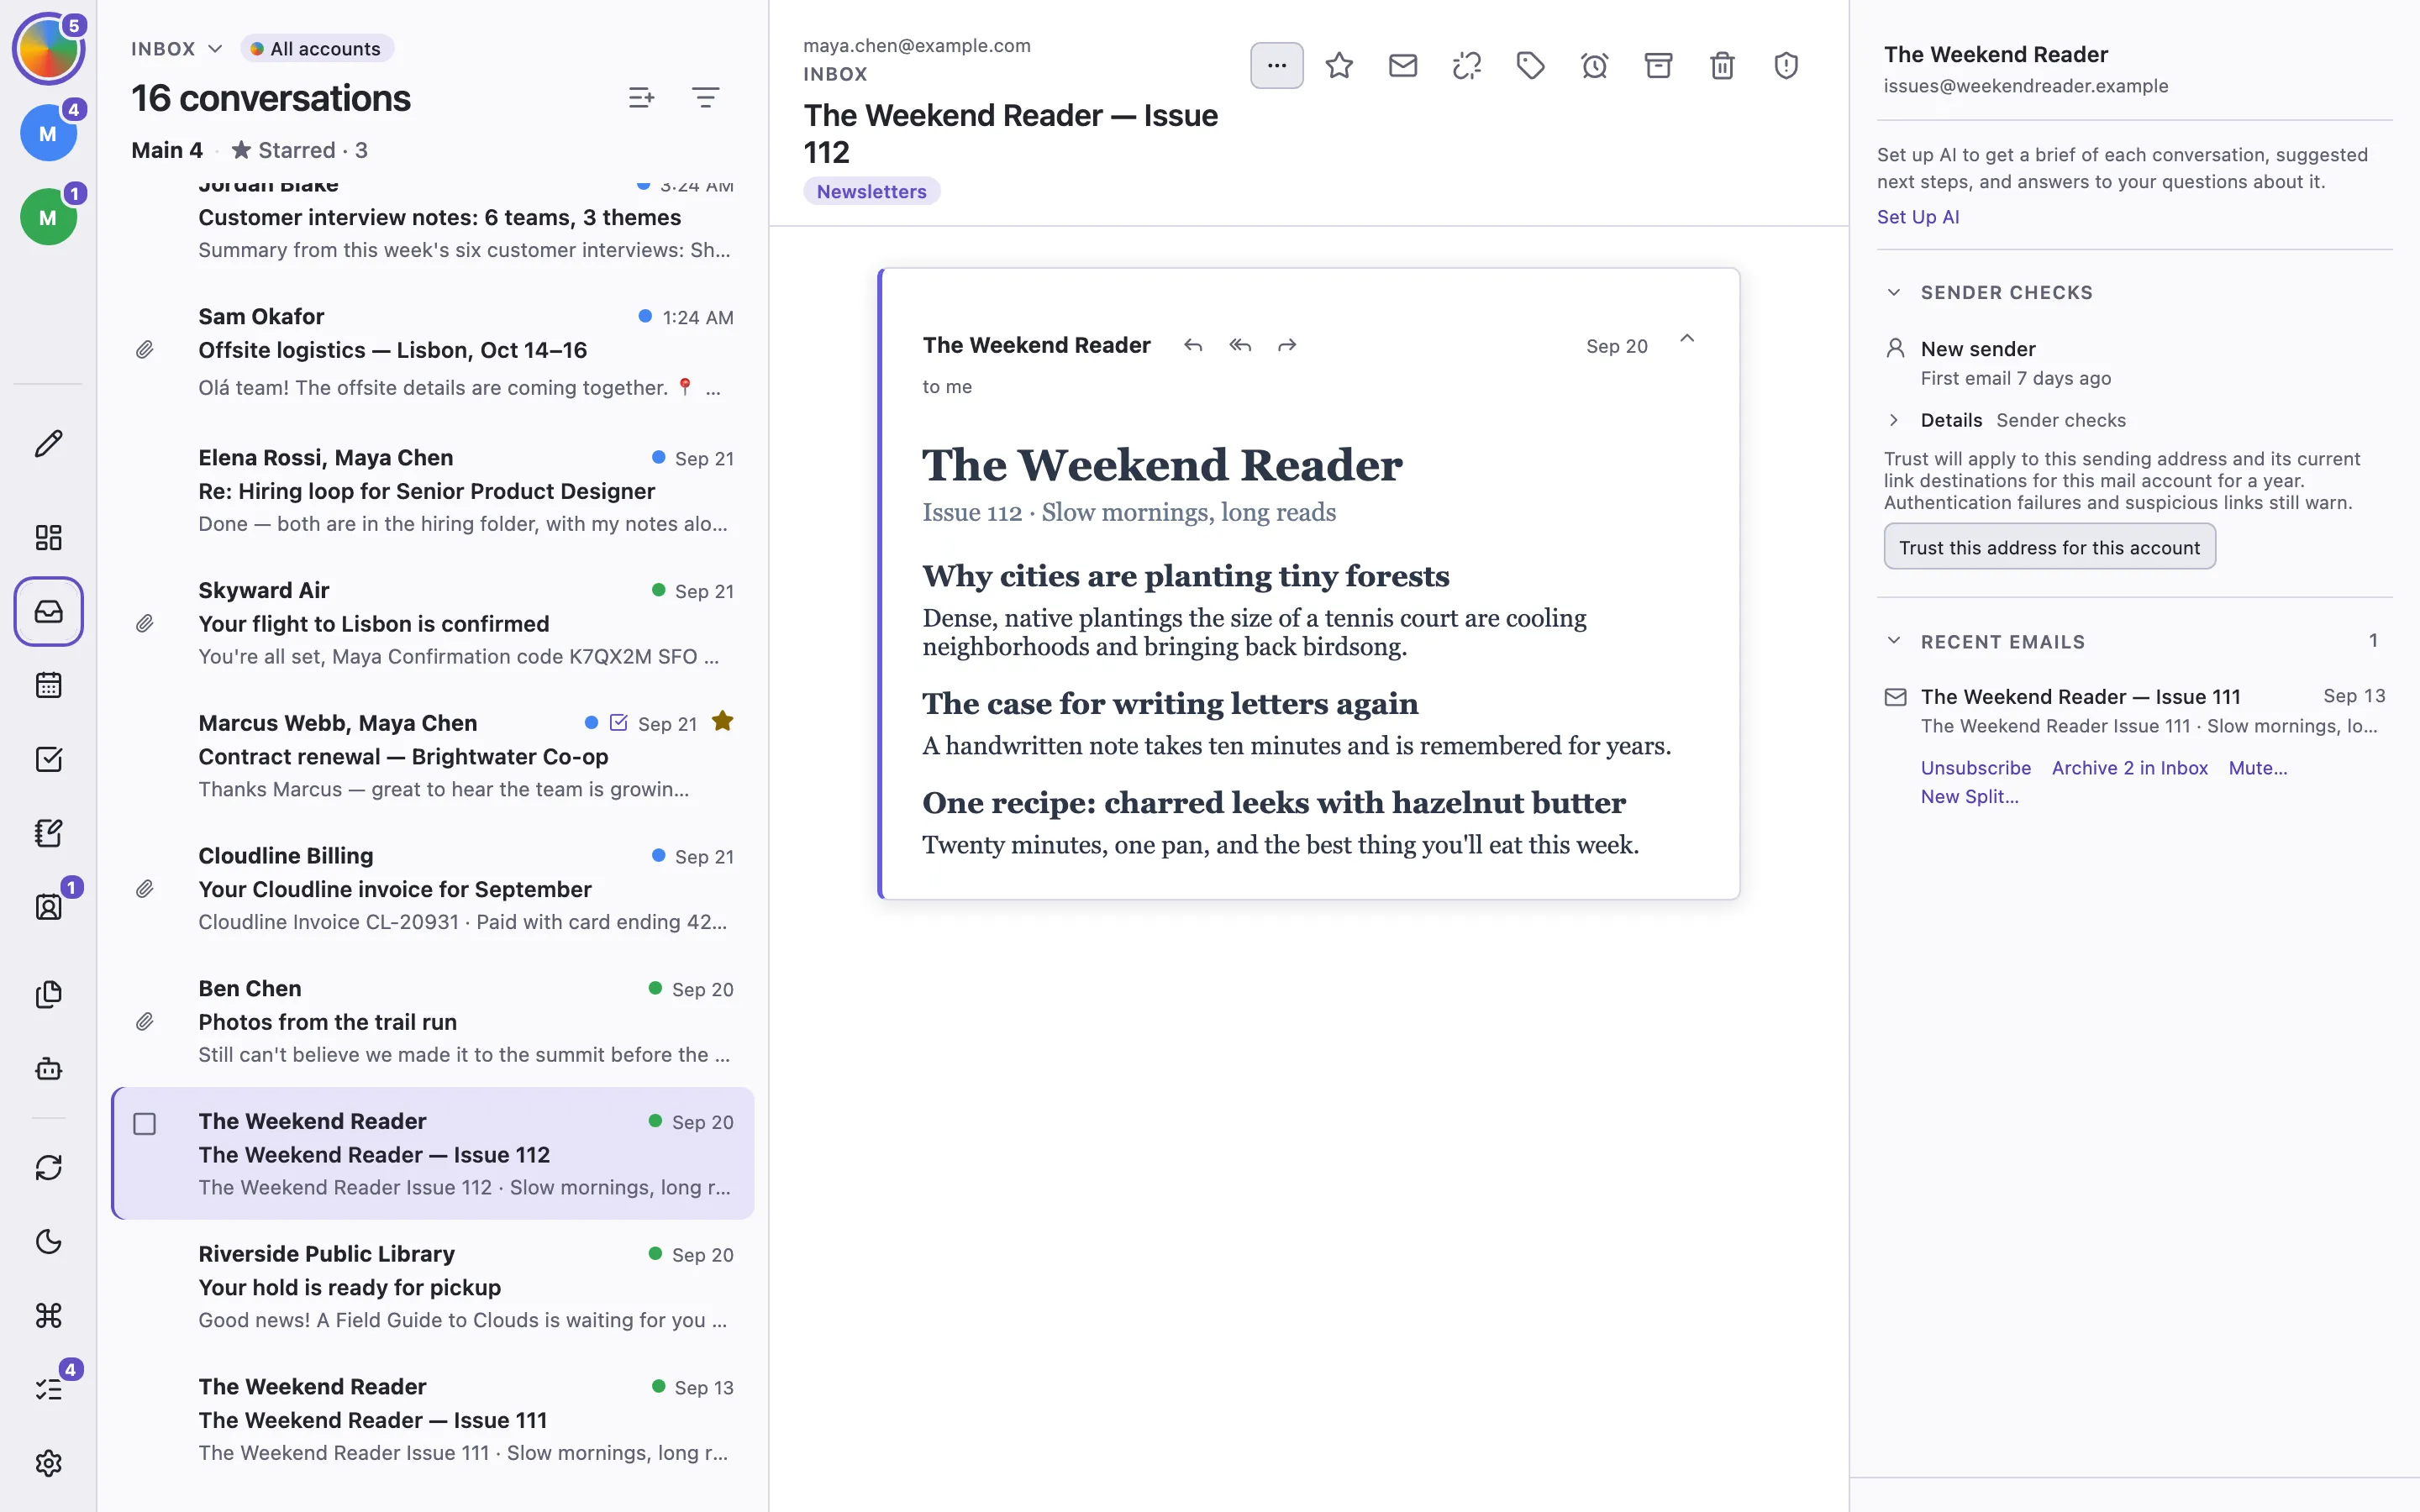 5
4
M
1
M
1
4
INBOX
All accounts
16 conversations
Main 4 · Starred · 3
Jordan Blake 3:24 AM
Customer interview notes: 6 teams, 3 themes
Summary from this week's six customer interviews: Sh...
Sam Okafor 1:24 AM
Offsite logistics — Lisbon, Oct 14–16
Olá team! The offsite details are coming together. 📍 ...
Elena Rossi, Maya Chen Sep 21
Re: Hiring loop for Senior Product Designer
Done — both are in the hiring folder, with my notes alo...
Skyward Air Sep 21
Your flight to Lisbon is confirmed
You're all set, Maya Confirmation code K7QX2M SFO ...
Marcus Webb, Maya Chen Sep 21
Contract renewal — Brightwater Co-op
Thanks Marcus — great to hear the team is growin...
Cloudline Billing Sep 21
Your Cloudline invoice for September
Cloudline Invoice CL-20931 · Paid with card ending 42...
Ben Chen Sep 20
Photos from the trail run
Still can't believe we made it to the summit before the ...
The Weekend Reader Sep 20
The Weekend Reader — Issue 112
The Weekend Reader Issue 112 · Slow mornings, long r...
Riverside Public Library Sep 20
Your hold is ready for pickup
Good news! A Field Guide to Clouds is waiting for you ...
The Weekend Reader Sep 13
The Weekend Reader — Issue 111
The Weekend Reader Issue 111 · Slow mornings, long r...
maya.chen@example.com
INBOX
The Weekend Reader — Issue
112
Newsletters
The Weekend Reader Sep 20
to me
The Weekend Reader
Issue 112 · Slow mornings, long reads
Why cities are planting tiny forests
Dense, native plantings the size of a tennis court are cooling
neighborhoods and bringing back birdsong.
The case for writing letters again
A handwritten note takes ten minutes and is remembered for years.
One recipe: charred leeks with hazelnut butter
Twenty minutes, one pan, and the best thing you'll eat this week.
The Weekend Reader
issues@weekendreader.example
Set up AI to get a brief of each conversation, suggested
next steps, and answers to your questions about it.
Set Up AI
SENDER CHECKS
New sender
First email 7 days ago
Details Sender checks
Trust will apply to this sending address and its current
link destinations for this mail account for a year.
Authentication failures and suspicious links still warn.
Trust this address for this account
RECENT EMAILS 1
The Weekend Reader — Issue 111 Sep 13
The Weekend Reader Issue 111 · Slow mornings, lo...
Unsubscribe Archive 2 in Inbox Mute...
New Split...